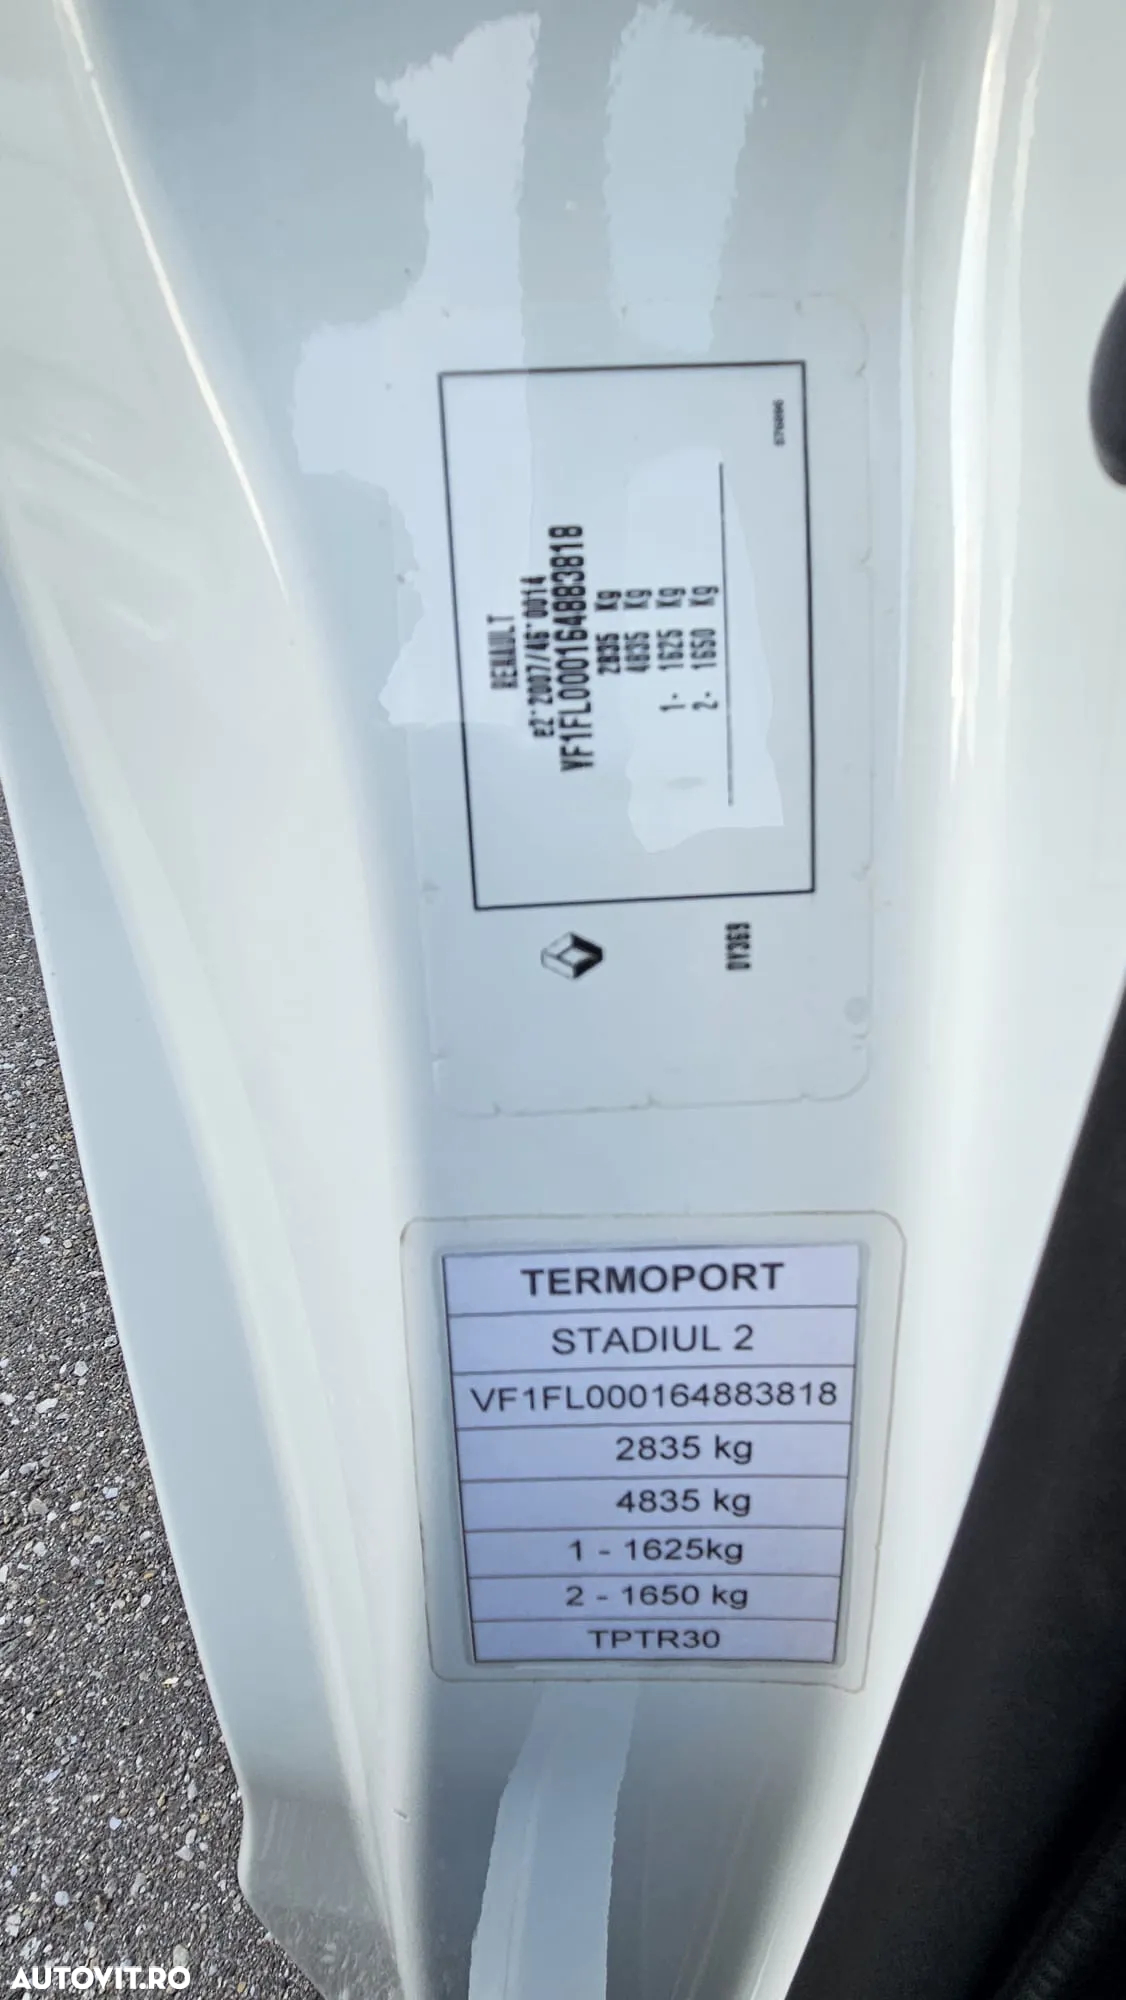 RENAULT
e2*2007/46*0014
VF1FL000164883818
2835 Kg
4835 Kg
1- 1625 Kg
2- 1650 Kg
DY369
TERMOPORT
STADIUL 2
VF1FL000164883818
2835 kg
4835 kg
1 - 1625kg
2 - 1650 kg
TPTR30
AUTOVIT.RO